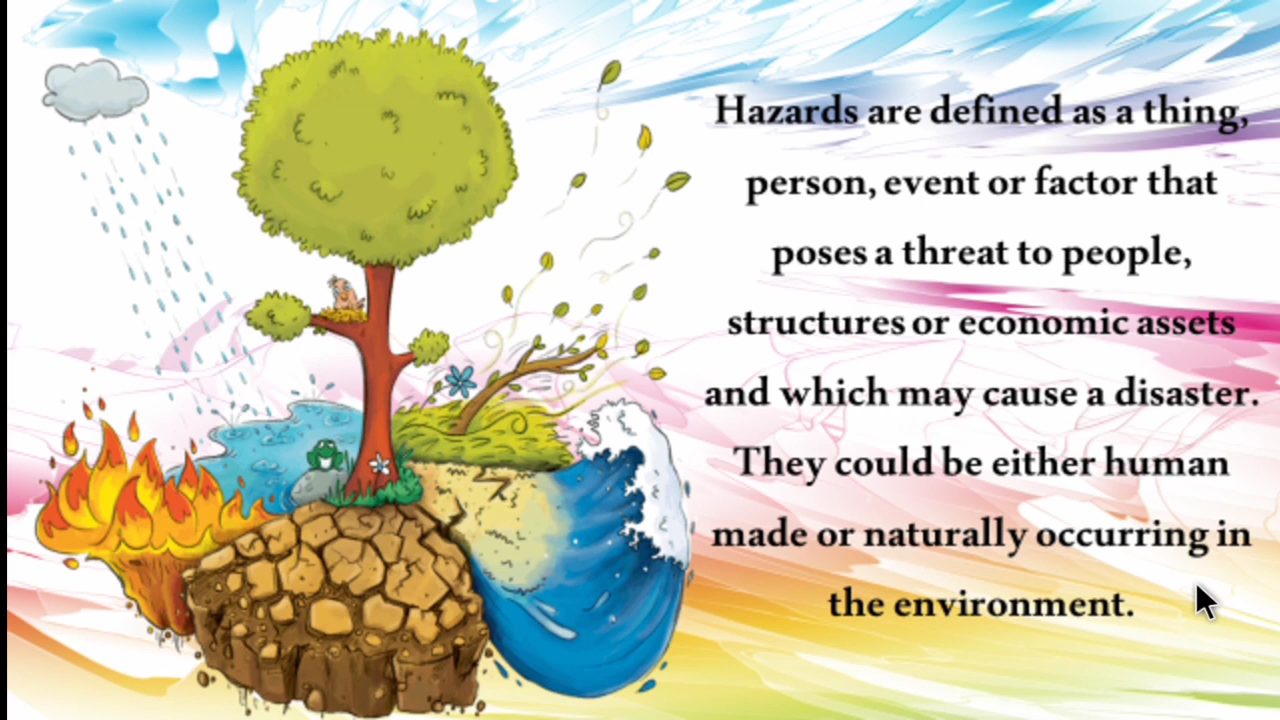 Hazards are defined as a thing,
person, event or factor that
poses a threat to people,
structures or economic assets
and which may cause a disaster.
They could be either human
made or naturally occurring in
the environment.